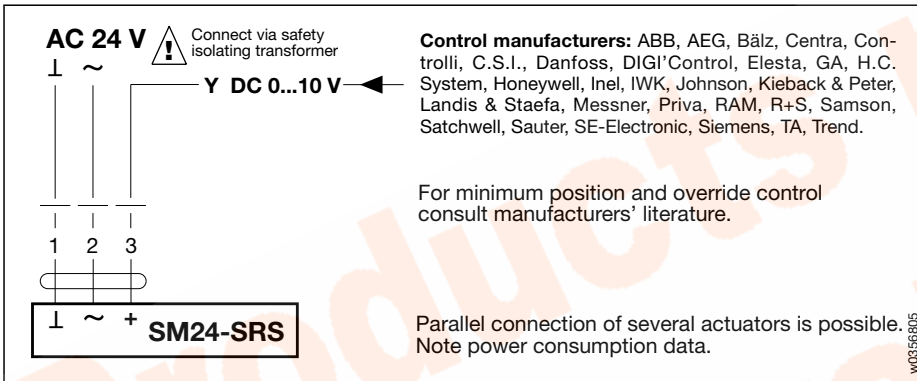 AC 24 V
Connect via safety
isolating transformer
⊥ ~
Y DC 0...10 V
Control manufacturers: ABB, AEG, Bälz, Centra, Con-
trolli, C.S.I., Danfoss, DIGI'Control, Elesta, GA, H.C.
System, Honeywell, Inel, IWK, Johnson, Kieback & Peter,
Landis & Staefa, Messner, Priva, RAM, R+S, Samson,
Satchwell, Sauter, SE-Electronic, Siemens, TA, Trend.
For minimum position and override control
consult manufacturers' literature.
1 2 3
⊥ ~ +
SM24-SRS
Parallel connection of several actuators is possible.
Note power consumption data.
w0356805
Products